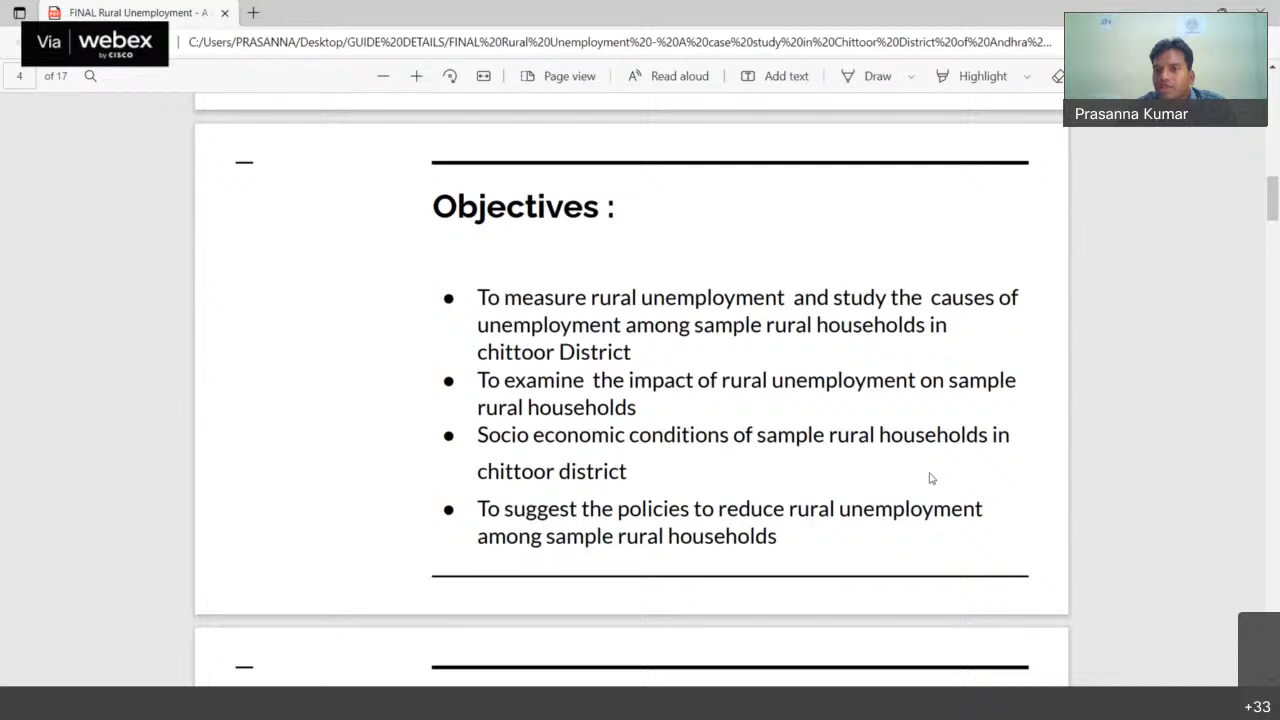 FINAL Rural Unemployment - A
Via webex
by CISCO
C:/Users/PRASANNA/Desktop/GUIDE%20DETAILS/FINAL%20Rural%20Unemployment%20-%20A%20case%20study%20of%20Chittoor%20District%20of%20Andhra%2...
4 of 17
Page view
Read aloud
Add text
Draw
Highlight
Prasanna Kumar
Objectives :
● To measure rural unemployment and study the causes of
unemployment among sample rural households in
chittoor District
● To examine the impact of rural unemployment on sample
rural households
● Socio economic conditions of sample rural households in
chittoor district
● To suggest the policies to reduce rural unemployment
among sample rural households
+33